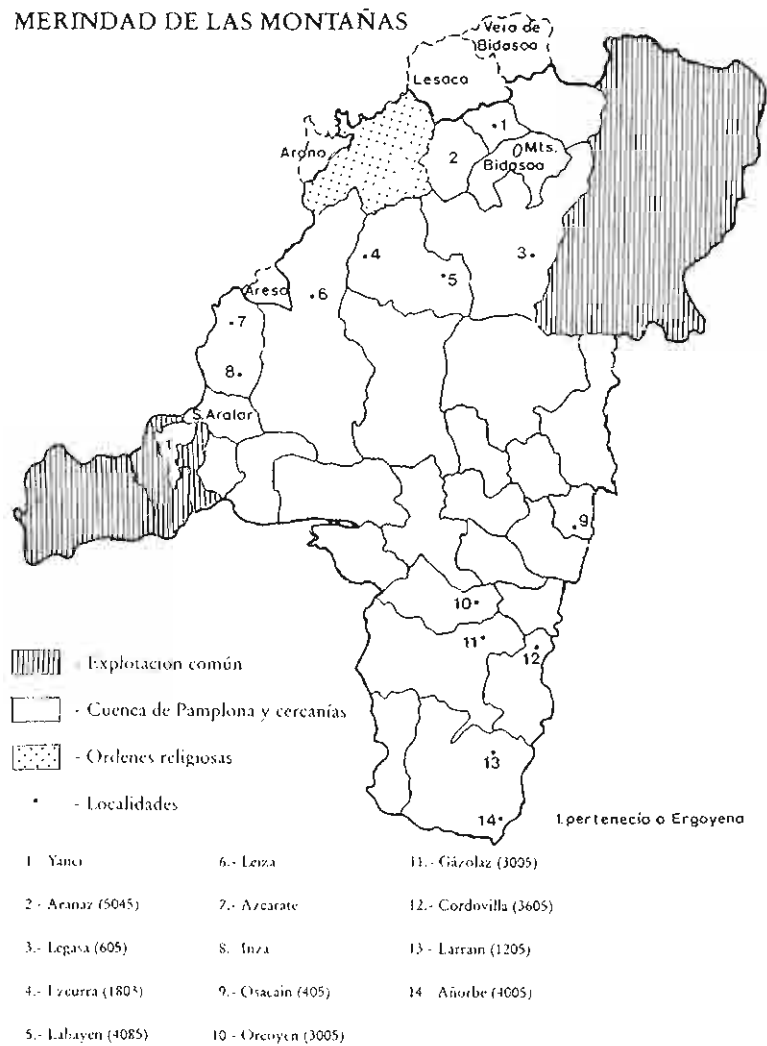 MERINDAD DE LAS MONTAÑAS
Vera de
Bidasoa
Lesaca
Arano
1
2
Mts.
Bidasoa
3
4
5
6
Areso
7
8
S. Aralar
1
9
10
11
12
13
14
- Explotación común
- Cuenca de Pamplona y cercanías
- Ordenes religiosas
- Localidades
1. pertenecía a Ergoyena
1 Yanci
2 - Aranaz (5045)
3.- Legasa (605)
4.- Ezcurra (1803)
5.- Labayen (4085)
6.- Leiza
7.- Azcarate
8. Inza
9.- Osacain (405)
10 - Orcoyen (3005)
11.- Gázolaz (3005)
12.- Cordovilla (3605)
13 - Larrain (1205)
14 Añorbe (4005)